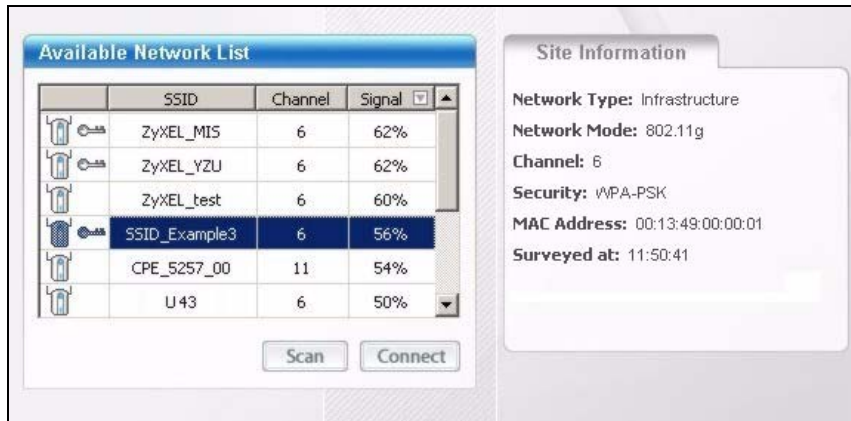 Available Network List
SSID Channel Signal
ZyXEL_MIS 6 62%
ZyXEL_YZU 6 62%
ZyXEL_test 6 60%
SSID_Example3 6 56%
CPE_5257_00 11 54%
U43 6 50%
Scan Connect
Site Information
Network Type: Infrastructure
Network Mode: 802.11g
Channel: 6
Security: WPA-PSK
MAC Address: 00:13:49:00:00:01
Surveyed at: 11:50:41